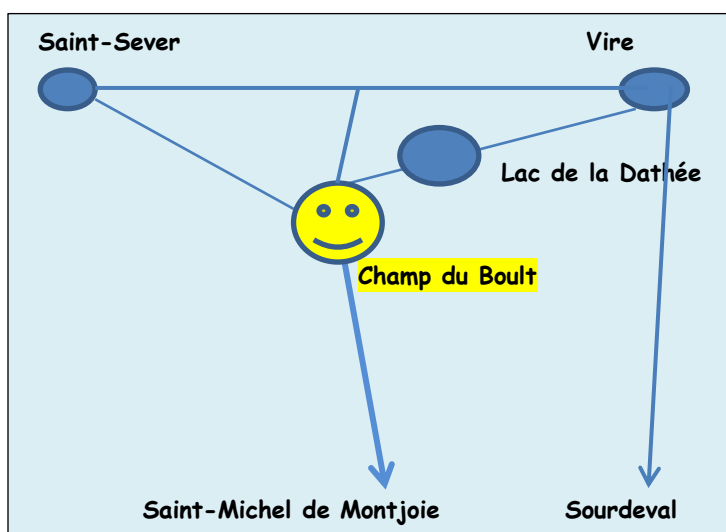 Saint-Sever
Vire
Lac de la Dathée
Champ du Boult
Saint-Michel de Montjoie
Sourdeval